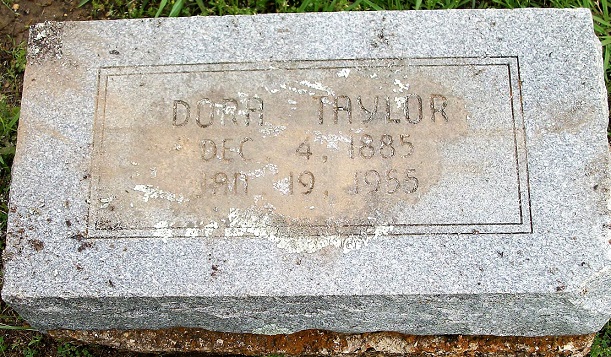 DORA TAYLOR
DEC 4, 1885
JAN 19, 1955